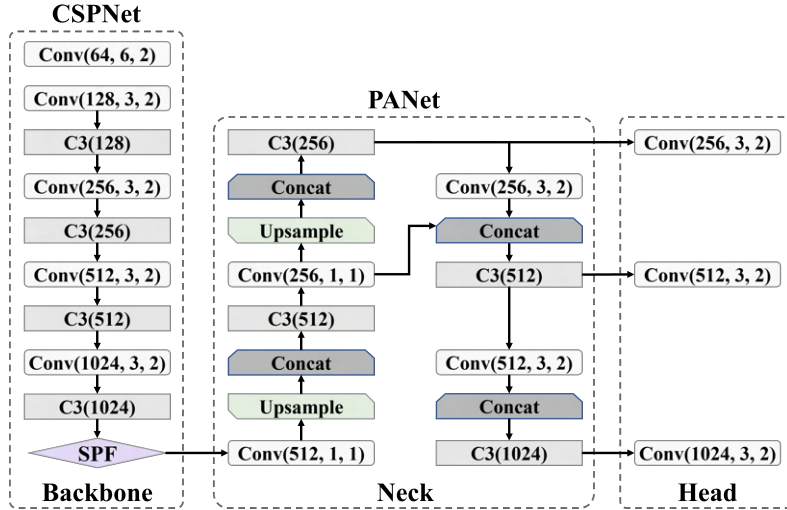 CSPNet
Conv(64, 6, 2)
Conv(128, 3, 2)
C3(128)
Conv(256, 3, 2)
C3(256)
Conv(512, 3, 2)
C3(512)
Conv(1024, 3, 2)
C3(1024)
SPF
Backbone
PANet
C3(256)
Concat
Upsample
Conv(256, 1, 1)
C3(512)
Concat
Upsample
Conv(512, 1, 1)
Conv(256, 3, 2)
Concat
C3(512)
Conv(512, 3, 2)
Concat
C3(1024)
Neck
Conv(256, 3, 2)
Conv(512, 3, 2)
Conv(1024, 3, 2)
Head